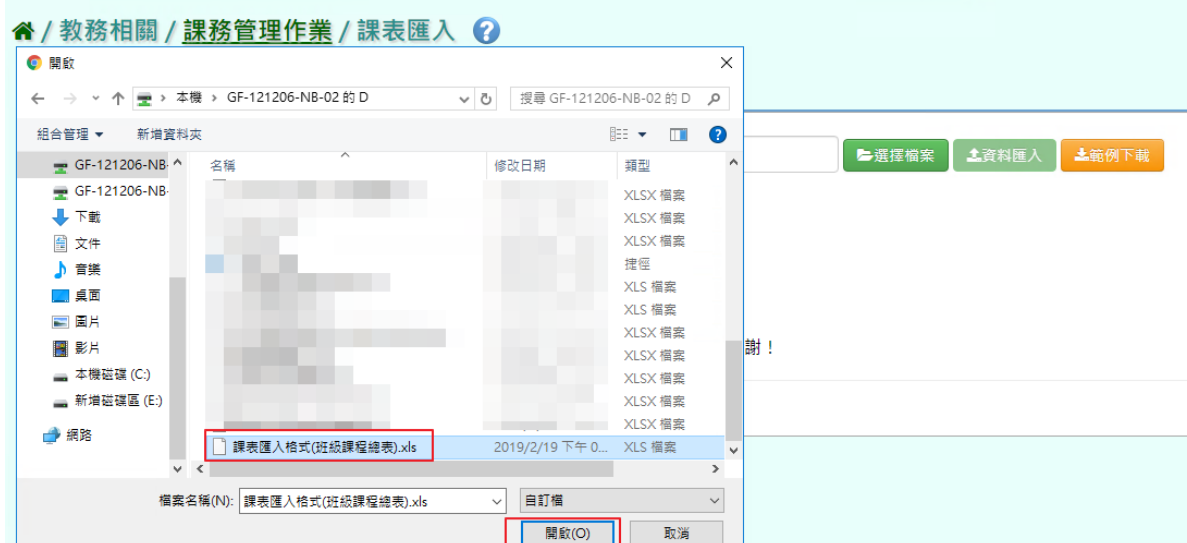 / 教務相關 / 課務管理作業 / 課表匯入 ?
開啟
本機 › GF-121206-NB-02 的 D
搜尋 GF-121206-NB-02 的 D
組合管理 新增資料夾 ?
選擇檔案 資料匯入 範例下載
名稱 修改日期 類型
GF-121206-NB-
GF-121206-NB-
下載
文件
音樂
桌面
圖片
影片
本機磁碟 (C:)
新增磁碟區 (E:)
網路
XLSX 檔案
XLSX 檔案
XLSX 檔案
捷徑
XLS 檔案
XLS 檔案
XLSX 檔案
XLSX 檔案
XLSX 檔案
XLSX 檔案
XLSX 檔案
課表匯入格式(班級課程總表).xls 2019/2/19 下午 0... XLS 檔案
謝！
檔案名稱(N): 課表匯入格式(班級課程總表).xls 自訂檔
開啟(O) 取消